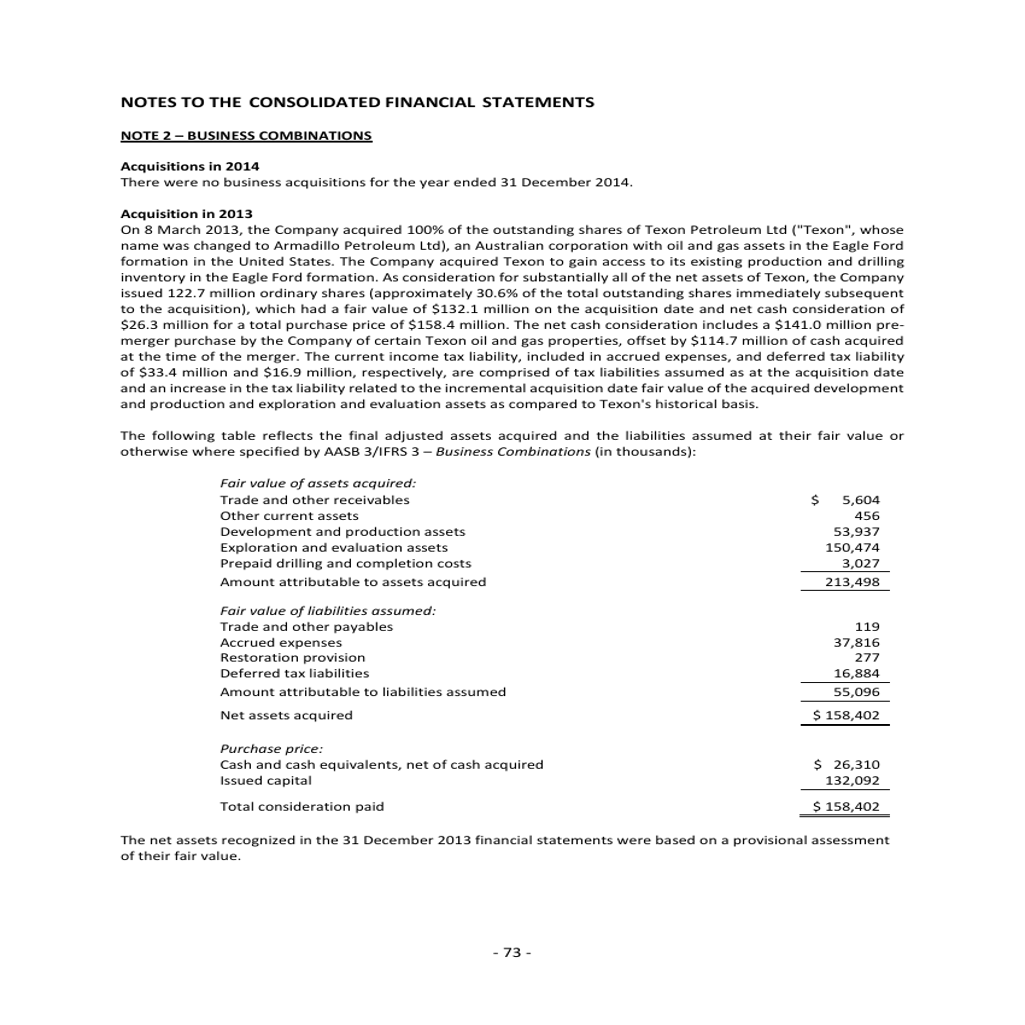 NOTES TO THE CONSOLIDATED FINANCIAL STATEMENTS
NOTE 2 – BUSINESS COMBINATIONS
Acquisitions in 2014
There were no business acquisitions for the year ended 31 December 2014.
Acquisition in 2013
On 8 March 2013, the Company acquired 100% of the outstanding shares of Texon Petroleum Ltd ("Texon", whose
name was changed to Armadillo Petroleum Ltd), an Australian corporation with oil and gas assets in the Eagle Ford
formation in the United States. The Company acquired Texon to gain access to its existing production and drilling
inventory in the Eagle Ford formation. As consideration for substantially all of the net assets of Texon, the Company
issued 122.7 million ordinary shares (approximately 30.6% of the total outstanding shares immediately subsequent
to the acquisition), which had a fair value of $132.1 million on the acquisition date and net cash consideration of
$26.3 million for a total purchase price of $158.4 million. The net cash consideration includes a $141.0 million pre-
merger purchase by the Company of certain Texon oil and gas properties, offset by $114.7 million of cash acquired
at the time of the merger. The current income tax liability, included in accrued expenses, and deferred tax liability
of $33.4 million and $16.9 million, respectively, are comprised of tax liabilities assumed as at the acquisition date
and an increase in the tax liability related to the incremental acquisition date fair value of the acquired development
and production and exploration and evaluation assets as compared to Texon's historical basis.
The following table reflects the final adjusted assets acquired and the liabilities assumed at their fair value or
otherwise where specified by AASB 3/IFRS 3 – Business Combinations (in thousands):
Fair value of assets acquired:
Trade and other receivables $ 5,604
Other current assets 456
Development and production assets 53,937
Exploration and evaluation assets 150,474
Prepaid drilling and completion costs 3,027
Amount attributable to assets acquired 213,498
Fair value of liabilities assumed:
Trade and other payables 119
Accrued expenses 37,816
Restoration provision 277
Deferred tax liabilities 16,884
Amount attributable to liabilities assumed 55,096
Net assets acquired $ 158,402
Purchase price:
Cash and cash equivalents, net of cash acquired $ 26,310
Issued capital 132,092
Total consideration paid $ 158,402
The net assets recognized in the 31 December 2013 financial statements were based on a provisional assessment
of their fair value.
- 73 -